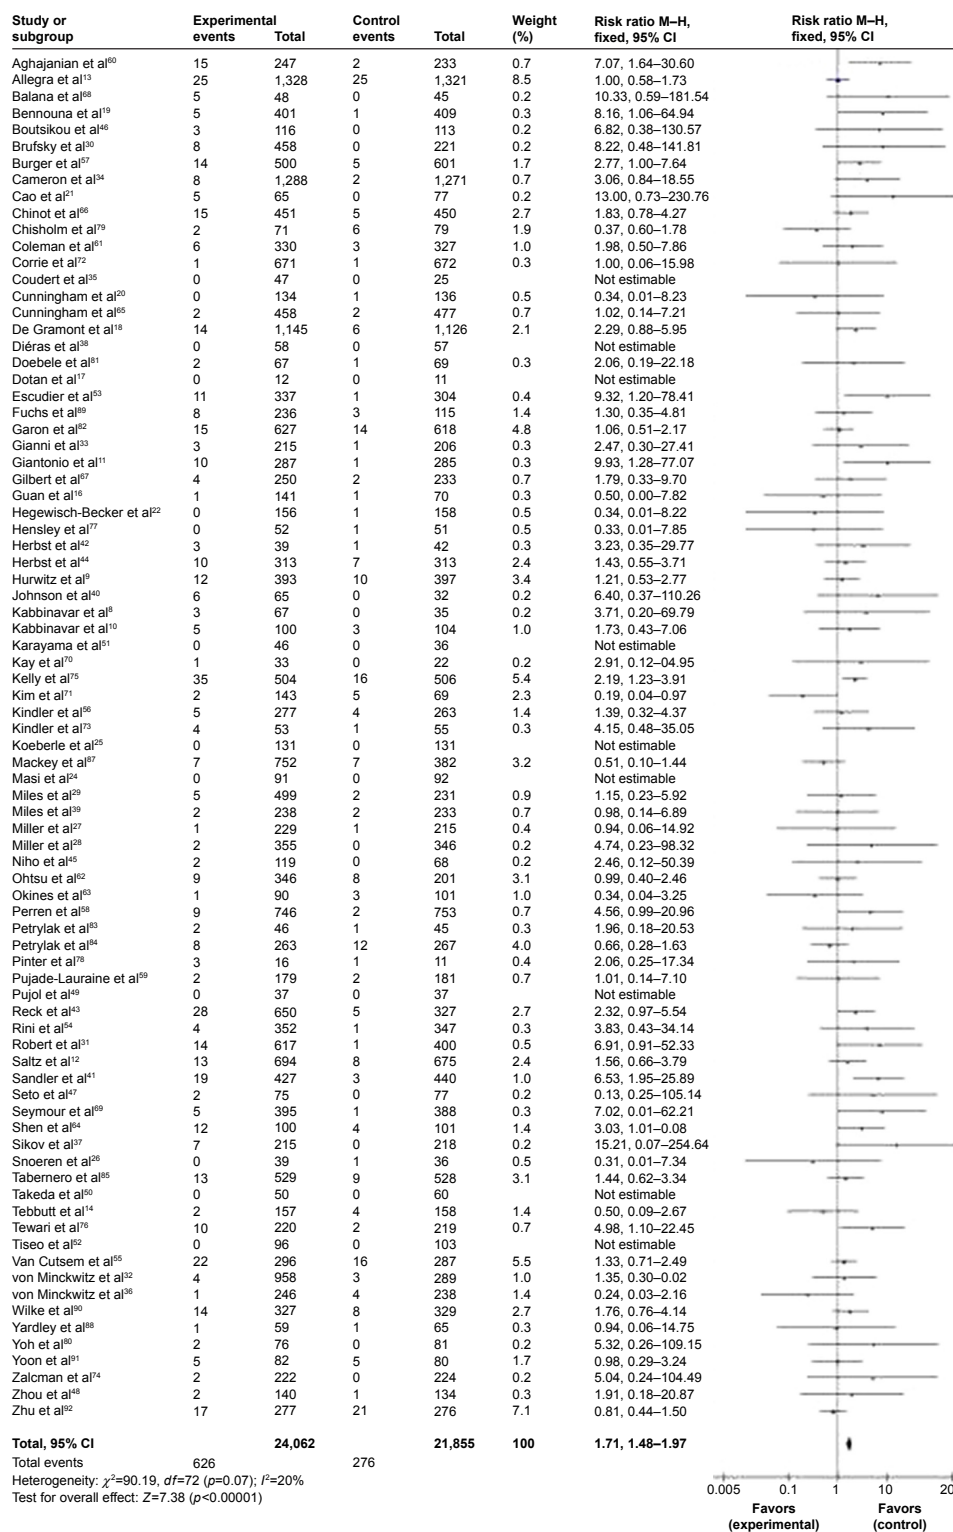 Study or subgroup Experimental events Total Control events Total Weight (%) Risk ratio M–H, fixed, 95% CI Risk ratio M–H, fixed, 95% CI
Aghajanian et al60 15 247 2 233 0.7 7.07, 1.64–30.60
Allegra et al13 25 1,328 25 1,321 8.5 1.00, 0.58–1.73
Balana et al68 5 48 0 45 0.2 10.33, 0.59–181.54
Bennouna et al19 5 401 1 409 0.3 8.16, 1.06–64.94
Boutsikou et al46 3 116 0 113 0.2 6.82, 0.38–130.57
Brufsky et al30 8 458 0 221 0.2 8.22, 0.48–141.81
Burger et al57 14 500 5 601 1.7 2.77, 1.00–7.64
Cameron et al34 8 1,288 2 1,271 0.7 3.06, 0.84–18.55
Cao et al21 5 65 0 77 0.2 13.00, 0.73–230.76
Chinot et al66 15 451 5 450 2.7 1.83, 0.78–4.27
Chisholm et al79 2 71 6 79 1.9 0.37, 0.60–1.78
Coleman et al61 6 330 3 327 1.0 1.98, 0.50–7.86
Corrie et al72 1 671 1 672 0.3 1.00, 0.06–15.98
Coudert et al35 0 47 0 25 Not estimable
Cunningham et al20 0 134 1 136 0.5 0.34, 0.01–8.23
Cunningham et al65 2 458 2 477 0.7 1.02, 0.14–7.21
De Gramont et al18 14 1,145 6 1,126 2.1 2.29, 0.88–5.95
Diéras et al38 0 58 0 57 Not estimable
Doebele et al81 2 67 1 69 0.3 2.06, 0.19–22.18
Dotan et al17 0 12 0 11 Not estimable
Escudier et al53 11 337 1 304 0.4 9.32, 1.20–78.41
Fuchs et al89 8 236 3 115 1.4 1.30, 0.35–4.81
Garon et al82 15 627 14 618 4.8 1.06, 0.51–2.17
Gianni et al33 3 215 1 206 0.3 2.47, 0.30–27.41
Giantonio et al11 10 287 1 285 0.3 9.93, 1.28–77.07
Gilbert et al67 4 250 2 233 0.7 1.79, 0.33–9.70
Guan et al16 1 141 1 70 0.3 0.50, 0.00–7.82
Hegewisch-Becker et al22 0 156 1 158 0.5 0.34, 0.01–8.22
Hensley et al77 0 52 1 51 0.5 0.33, 0.01–7.85
Herbst et al42 3 39 1 42 0.3 3.23, 0.35–29.77
Herbst et al44 10 313 7 313 2.4 1.43, 0.55–3.71
Hurwitz et al9 12 393 10 397 3.4 1.21, 0.53–2.77
Johnson et al40 6 65 0 32 0.2 6.40, 0.37–110.26
Kabbinavar et al8 3 67 0 35 0.2 3.71, 0.20–69.79
Kabbinavar et al10 5 100 3 104 1.0 1.73, 0.43–7.06
Karayama et al51 0 46 0 36 Not estimable
Kay et al70 1 33 0 22 0.2 2.91, 0.12–04.95
Kelly et al75 35 504 16 506 5.4 2.19, 1.23–3.91
Kim et al71 2 143 5 69 2.3 0.19, 0.04–0.97
Kindler et al56 5 277 4 263 1.4 1.39, 0.32–4.37
Kindler et al73 4 53 1 55 0.3 4.15, 0.48–35.05
Koeberle et al25 0 131 0 131 Not estimable
Mackey et al87 7 752 7 382 3.2 0.51, 0.10–1.44
Masi et al24 0 91 0 92 Not estimable
Miles et al29 5 499 2 231 0.9 1.15, 0.23–5.92
Miles et al39 2 238 2 233 0.7 0.98, 0.14–6.89
Miller et al27 1 229 1 215 0.4 0.94, 0.06–14.92
Miller et al28 2 355 0 346 0.2 4.74, 0.23–98.32
Niho et al45 2 119 0 68 0.2 2.46, 0.12–50.39
Ohtsu et al62 9 346 8 201 3.1 0.99, 0.40–2.46
Okines et al63 1 90 3 101 1.0 0.34, 0.04–3.25
Perren et al58 9 746 2 753 0.7 4.56, 0.99–20.96
Petrylak et al83 2 46 1 45 0.3 1.96, 0.18–20.53
Petrylak et al84 8 263 12 267 4.0 0.66, 0.28–1.63
Pinter et al78 3 16 1 11 0.4 2.06, 0.25–17.34
Pujade-Lauraine et al59 2 179 2 181 0.7 1.01, 0.14–7.10
Pujol et al49 0 37 0 37 Not estimable
Reck et al43 28 650 5 327 2.7 2.32, 0.97–5.54
Rini et al54 4 352 1 347 0.3 3.83, 0.43–34.14
Robert et al31 14 617 1 400 0.5 6.91, 0.91–52.33
Saltz et al12 13 694 8 675 2.4 1.56, 0.66–3.79
Sandler et al41 19 427 3 440 1.0 6.53, 1.95–25.89
Seto et al47 2 75 0 77 0.2 0.13, 0.25–105.14
Seymour et al69 5 395 1 388 0.3 7.02, 0.01–62.21
Shen et al64 12 100 4 101 1.4 3.03, 1.01–0.08
Sikov et al37 7 215 0 218 0.2 15.21, 0.07–254.64
Snoeren et al26 0 39 1 36 0.5 0.31, 0.01–7.34
Tabernero et al85 13 529 9 528 3.1 1.44, 0.62–3.34
Takeda et al50 0 50 0 60 Not estimable
Tebbutt et al14 2 157 4 158 1.4 0.50, 0.09–2.67
Tewari et al76 10 220 2 219 0.7 4.98, 1.10–22.45
Tiseo et al52 0 96 0 103 Not estimable
Van Cutsem et al55 22 296 16 287 5.5 1.33, 0.71–2.49
von Minckwitz et al32 4 958 3 289 1.0 1.35, 0.30–0.02
von Minckwitz et al36 1 246 4 238 1.4 0.24, 0.03–2.16
Wilke et al90 14 327 8 329 2.7 1.76, 0.76–4.14
Yardley et al88 1 59 1 65 0.3 0.94, 0.06–14.75
Yoh et al80 2 76 0 81 0.2 5.32, 0.26–109.15
Yoon et al91 5 82 5 80 1.7 0.98, 0.29–3.24
Zalcman et al74 2 222 0 224 0.2 5.04, 0.24–104.49
Zhou et al48 2 140 1 134 0.3 1.91, 0.18–20.87
Zhu et al92 17 277 21 276 7.1 0.81, 0.44–1.50
Total, 95% CI 24,062 21,855 100 1.71, 1.48–1.97
Total events 626 276
Heterogeneity: χ2=90.19, df=72 (p=0.07); I2=20%
Test for overall effect: Z=7.38 (p<0.00001)
0.005 0.1 1 10 20
Favors (experimental) Favors (control)